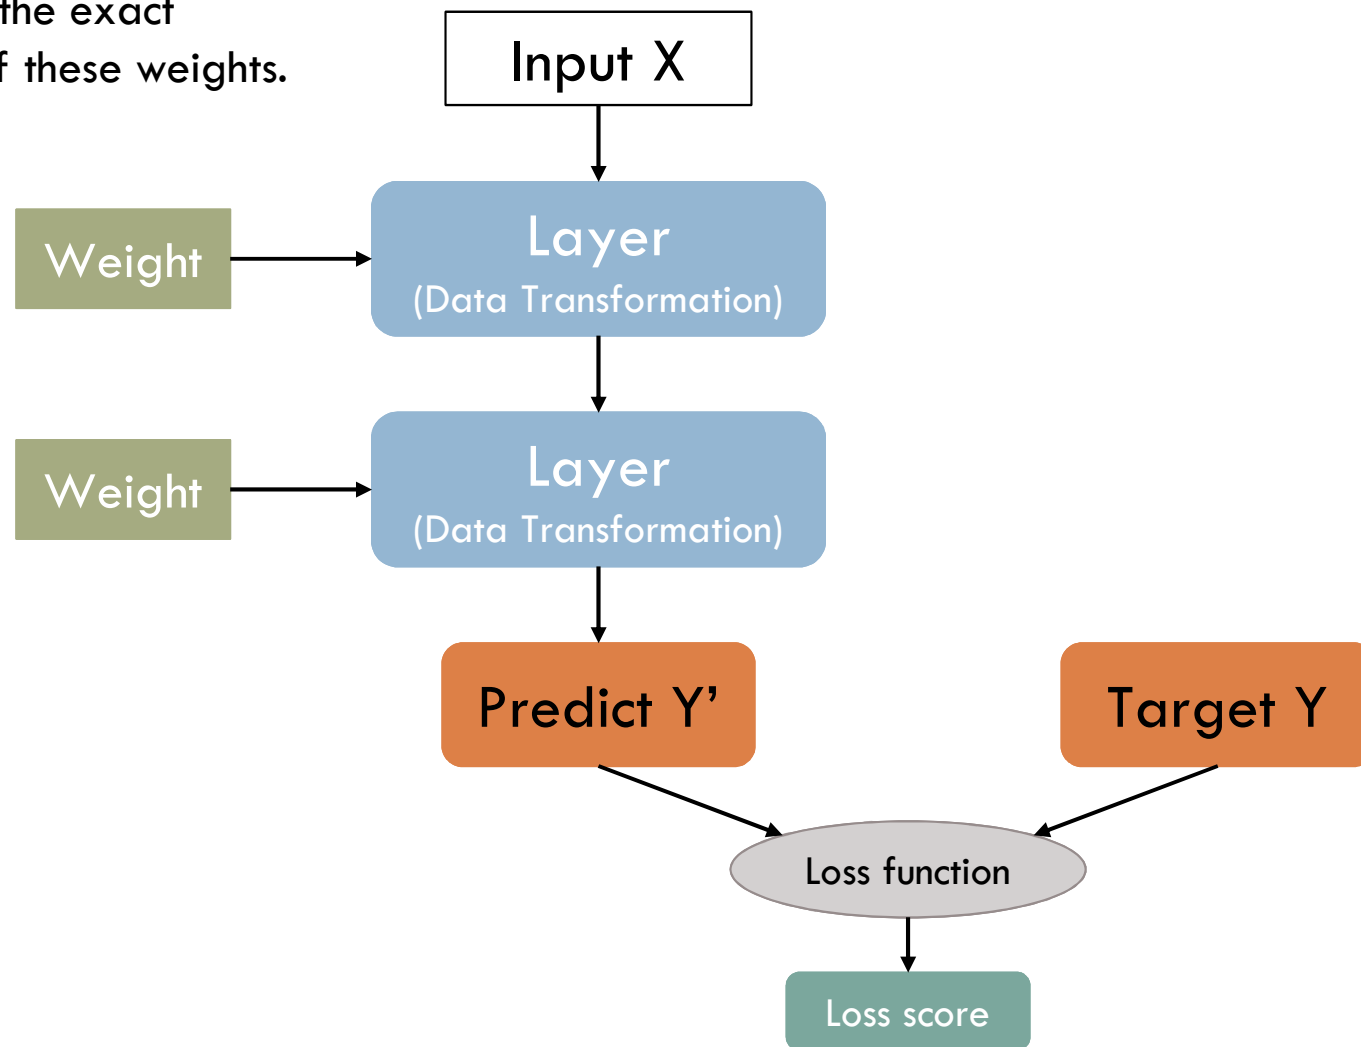 the exact
f these weights.
Input X
Weight
Layer
(Data Transformation)
Weight
Layer
(Data Transformation)
Predict Y’
Target Y
Loss function
Loss score